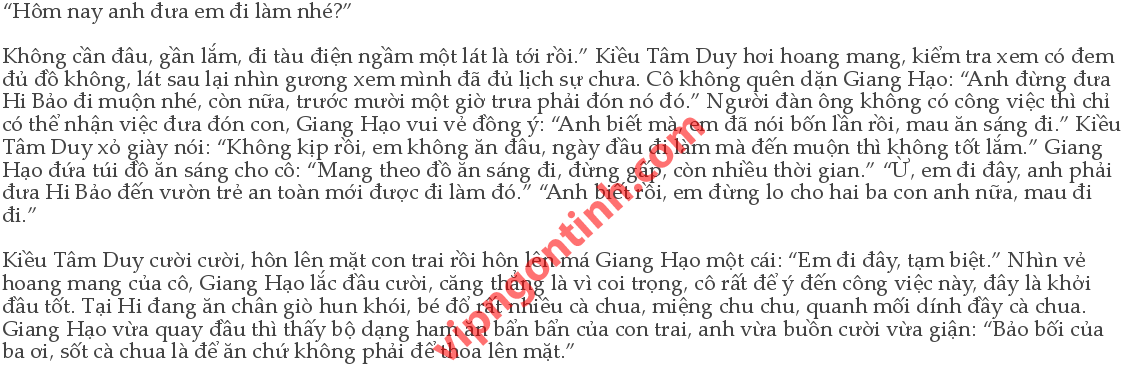 “Hôm nay anh đưa em đi làm nhé?”
Không cần đâu, gần lắm, đi tàu điện ngầm một lát là tới rồi.” Kiều Tâm Duy hơi hoang mang, kiểm tra xem có đem
đủ đồ không, lát sau lại nhìn gương xem mình đã đủ lịch sự chưa. Cô không quên dặn Giang Hạo: “Anh đừng đưa
Hi Bảo đi muộn nhé, còn nữa, trước mười một giờ trưa phải đón nó đó.” Người đàn ông không có công việc thì chỉ
có thể nhận việc đưa đón con, Giang Hạo vui vẻ đồng ý: “Anh biết mà, em đã nói bốn lần rồi, mau ăn sáng đi.” Kiều
Tâm Duy xỏ giày nói: “Không kịp rồi, em không ăn đâu, ngày đầu đi làm mà đến muộn thì không tốt lắm.” Giang
Hạo đứa túi đồ ăn sáng cho cô: “Mang theo đồ ăn sáng đi, đừng gấp, còn nhiều thời gian.” “Ừ, em đi đây, anh phải
đưa Hi Bảo đến vườn trẻ an toàn mới được đi làm đó.” “Anh biết rồi, em đừng lo cho hai ba con anh nữa, mau đi
đi.”
Kiều Tâm Duy cười cười, hôn lên mặt con trai rồi hôn lên má Giang Hạo một cái: “Em đi đây, tạm biệt.” Nhìn vẻ
hoang mang của cô, Giang Hạo lắc đầu cười, căng thẳng là vì coi trọng, cô rất để ý đến công việc này, đây là khỏi
đầu tốt. Tại Hi đang ăn chân giò hun khói, bé đổ rất nhiều cà chua, miệng chu chu, quanh mối dính đầy cà chua.
Giang Hạo vừa quay đầu thì thấy bộ dạng ham ăn bẩn bẩn của con trai, anh vừa buồn cười vừa giận: “Bảo bối của
ba ơi, sốt cà chua là để ăn chứ không phải để thoa lên mặt.”
vipngontinh.com